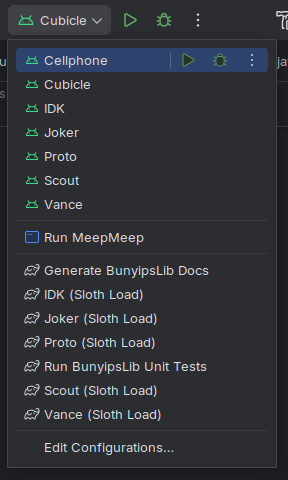 Cubicle
Cellphone
Cubicle
IDK
Joker
Proto
Scout
Vance
Run MeepMeep
Generate BunyipsLib Docs
IDK (Sloth Load)
Joker (Sloth Load)
Proto (Sloth Load)
Run BunyipsLib Unit Tests
Scout (Sloth Load)
Vance (Sloth Load)
Edit Configurations...